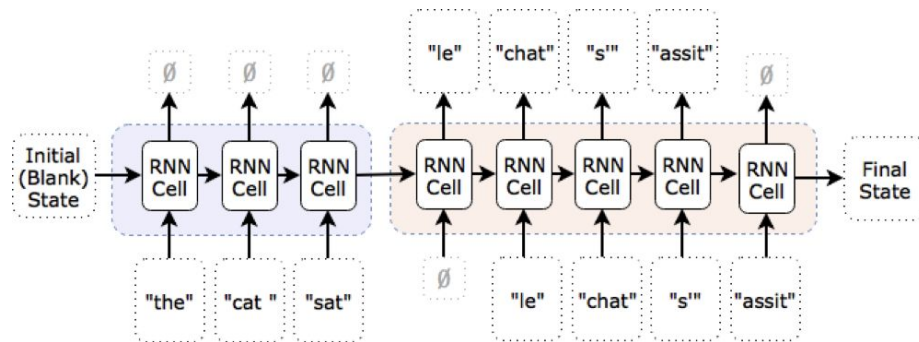 "le" "chat" "s'" "assit"
Ø Ø Ø Ø
Initial
(Blank)
State
RNN
Cell
RNN
Cell
RNN
Cell
RNN
Cell
RNN
Cell
RNN
Cell
RNN
Cell
RNN
Cell
Final
State
Ø
"the" "cat " "sat" "le" "chat" "s'" "assit"